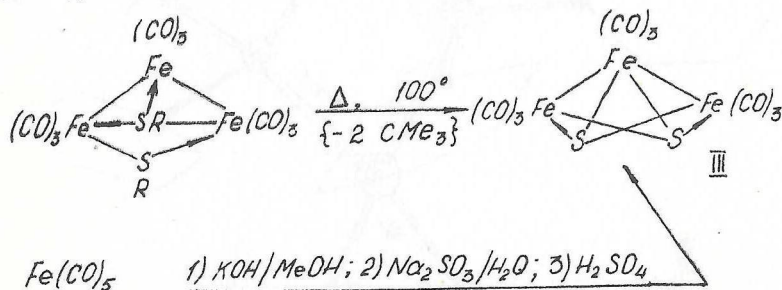 (CO)₃ (CO)₃
Fe Fe
(CO)₃Fe SR Fe(CO)₃ Δ, 100° (CO)₃Fe Fe(CO)₃
{-2 CMe₃}
S S S
R III
Fe(CO)₅ 1) KOH/MeOH; 2) Na₂SO₃/H₂O; 3) H₂SO₄